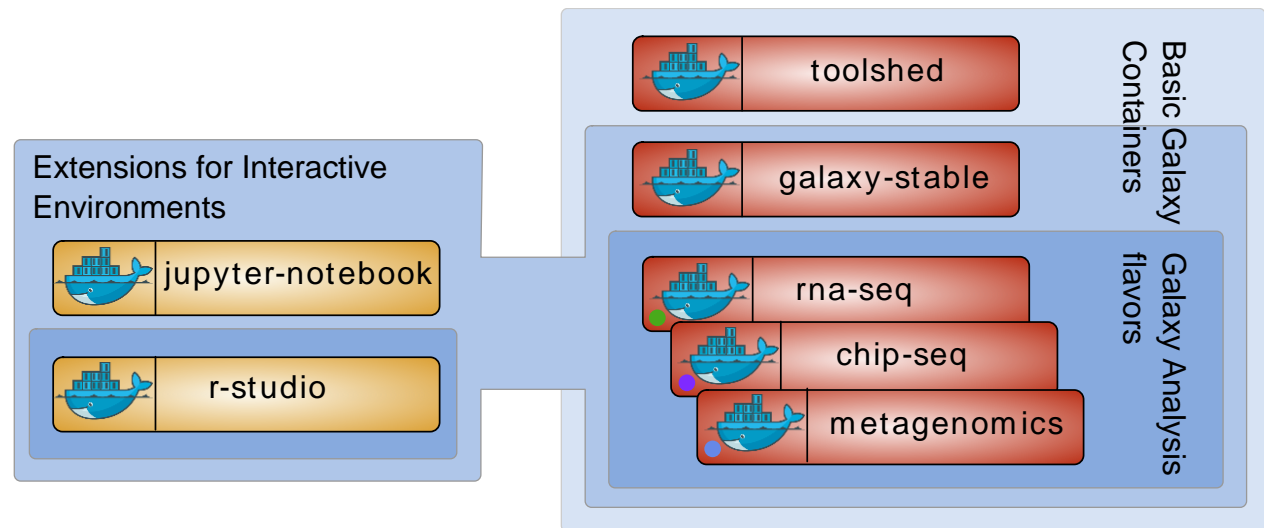 Extensions for Interactive
Environments
jupyter-notebook
r-studio
toolshed
galaxy-stable
rna-seq
chip-seq
metagenomics
Basic Galaxy
Containers
Galaxy Analysis
flavors